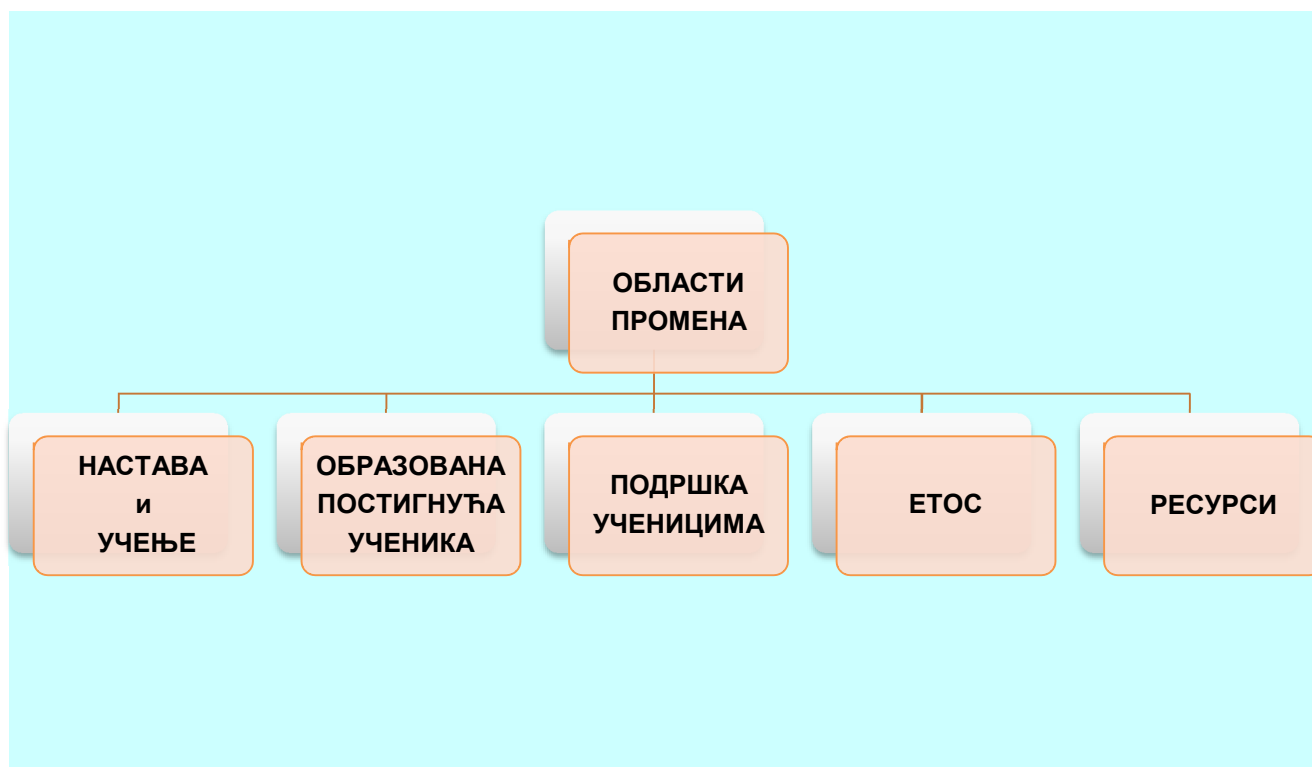 ОБЛАСТИ
ПРОМЕНА
НАСТАВА
и
УЧЕЊЕ
ОБРАЗОВАНА
ПОСТИГНУЋА
УЧЕНИКА
ПОДРШКА
УЧЕНИЦИМА
ЕТОС
РЕСУРСИ